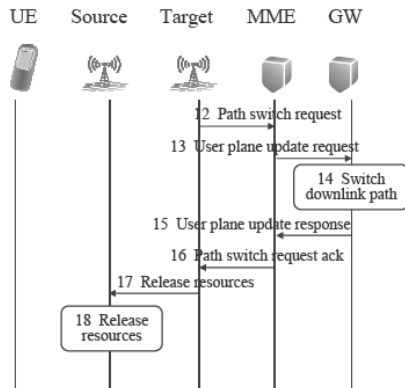 UE Source Target MME GW
12 Path switch request
13 User plane update request
14 Switch
downlink path
15 User plane update response
16 Path switch request ack
17 Release resources
18 Release
resources